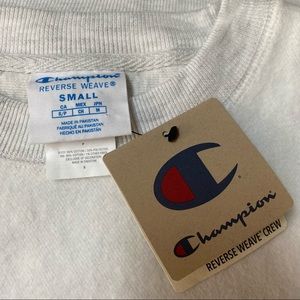 Champion
REVERSE WEAVE®
SMALL
CA MEX JPN
S/P CH M
MADE IN PAKISTAN
FABRIQUÉ AU PAKISTAN
HECHO EN PAKISTAN
Champion
REVERSE WEAVE® CREW